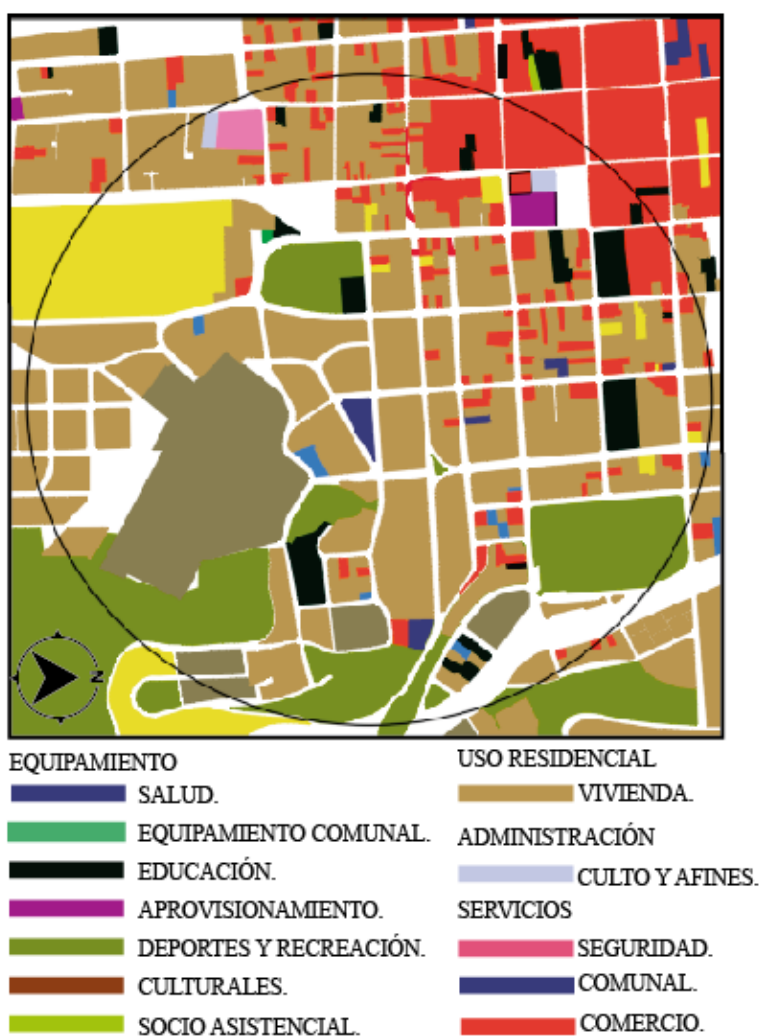 N
EQUIPAMIENTO
SALUD.
EQUIPAMIENTO COMUNAL.
EDUCACIÓN.
APROVISIONAMIENTO.
DEPORTES Y RECREACIÓN.
CULTURALES.
SOCIO ASISTENCIAL.
USO RESIDENCIAL
VIVIENDA.
ADMINISTRACIÓN
CULTO Y AFINES.
SERVICIOS
SEGURIDAD.
COMUNAL.
COMERCIO.